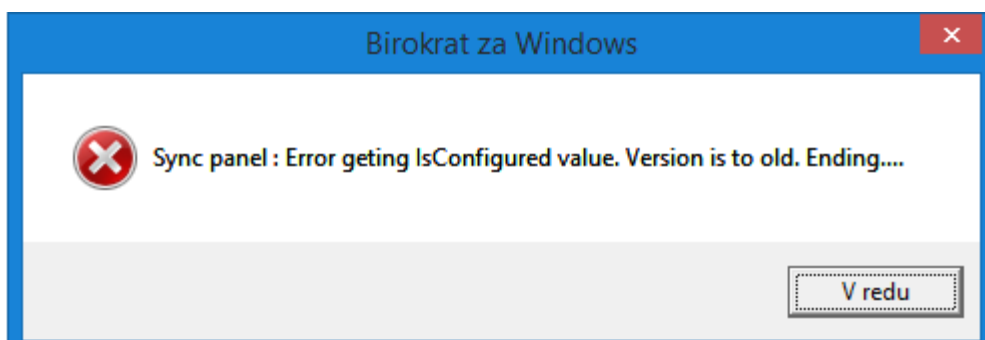 Birokrat za Windows
Sync panel : Error geting IsConfigured value. Version is to old. Ending....
V redu